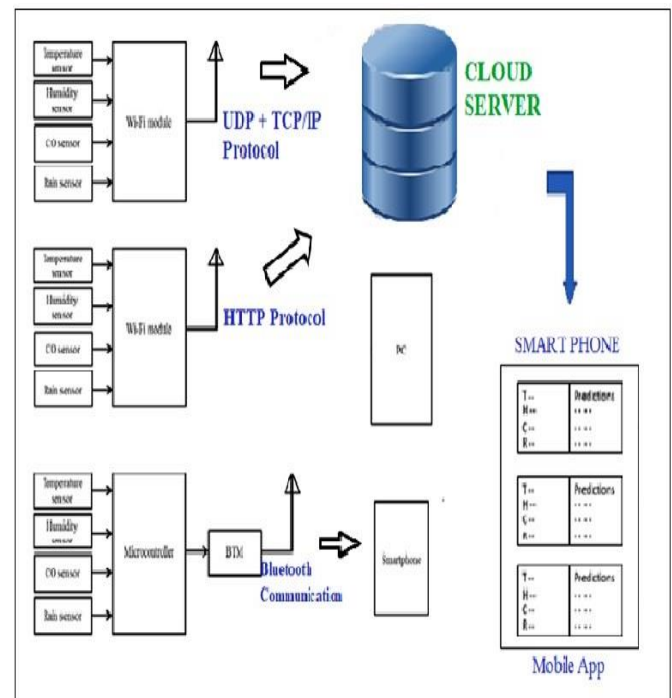 Temperature
sensor
Humidity
sensor
CO sensor
Rain sensor
Wi-Fi module
UDP + TCP/IP
Protocol
CLOUD
SERVER
Temperature
sensor
Humidity
sensor
CO sensor
Rain sensor
Wi-Fi module
HTTP Protocol
PC
SMART PHONE
T--
H---
C--
R--
Predictions
-- ---
-- ---
-- ---
T--
H---
C--
R--
Predictions
-- ---
-- ---
-- ---
T--
H---
C--
R--
Predictions
-- ---
-- ---
-- ---
Mobile App
Temperature
sensor
Humidity
sensor
CO sensor
Rain sensor
Microcontroller
BTM
Bluetooth
Communication
Smartphone